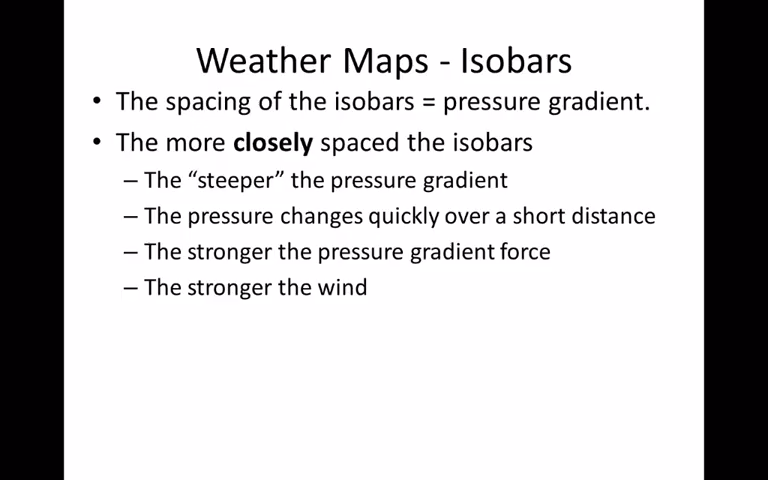 Weather Maps - Isobars
• The spacing of the isobars = pressure gradient.
• The more closely spaced the isobars
– The “steeper” the pressure gradient
– The pressure changes quickly over a short distance
– The stronger the pressure gradient force
– The stronger the wind